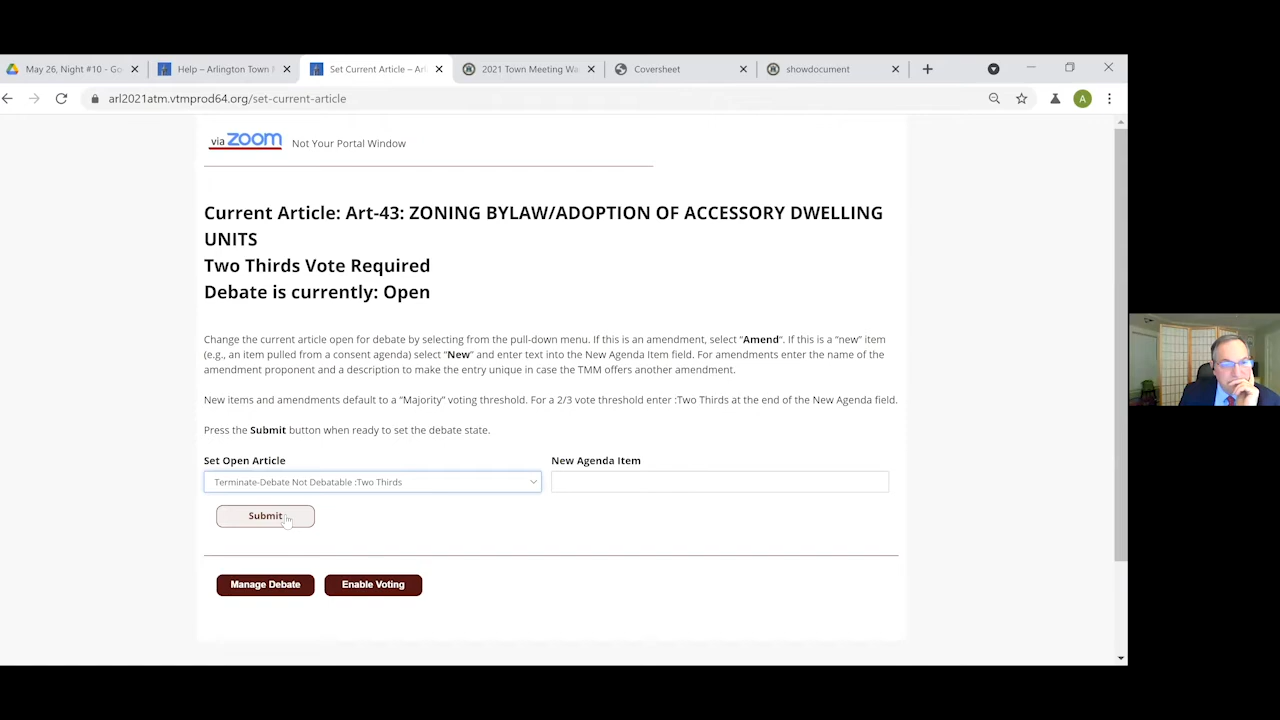 May 26, Night #10 - Go
Help – Arlington Town
Set Current Article – Arl
2021 Town Meeting Wa
Coversheet
showdocument
arl2021atm.vtmprod64.org/set-current-article
A
via zoom Not Your Portal Window
Current Article: Art-43: ZONING BYLAW/ADOPTION OF ACCESSORY DWELLING
UNITS
Two Thirds Vote Required
Debate is currently: Open
Change the current article open for debate by selecting from the pull-down menu. If this is an amendment, select “Amend”. If this is a “new” item
(e.g., an item pulled from a consent agenda) select “New” and enter text into the New Agenda Item field. For amendments enter the name of the
amendment proponent and a description to make the entry unique in case the TMM offers another amendment.
New items and amendments default to a “Majority” voting threshold. For a 2/3 vote threshold enter :Two Thirds at the end of the New Agenda field.
Press the Submit button when ready to set the debate state.
Set Open Article
New Agenda Item
Terminate-Debate Not Debatable :Two Thirds
Submit
Manage Debate
Enable Voting